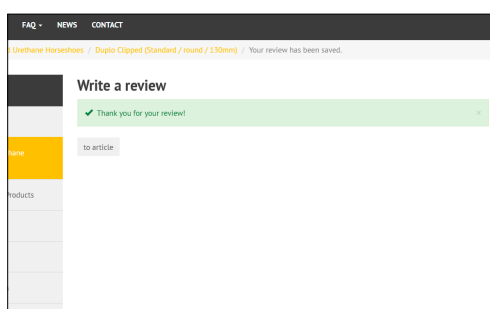 FAQ NEWS CONTACT
Urethane Horseshoes / Duplo Clipped (Standard / round / 130mm) / Your review has been saved.
Write a review
Thank you for your review!
×
to article
hane
Products